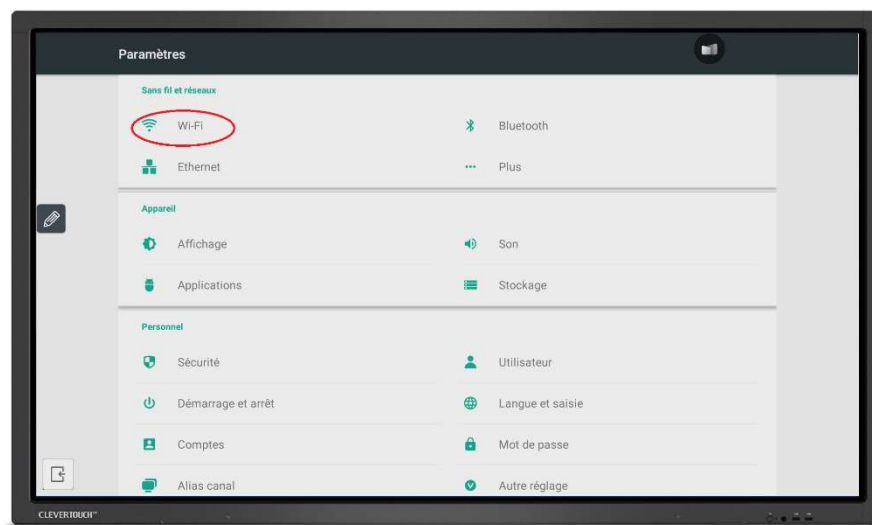 Paramètres
Sans fil et réseaux
Wi-Fi
Bluetooth
Ethernet
Plus
Appareil
Affichage
Son
Applications
Stockage
Personnel
Sécurité
Utilisateur
Démarrage et arrêt
Langue et saisie
Comptes
Mot de passe
Alias canal
Autre réglage
CLEVERTOUCH™